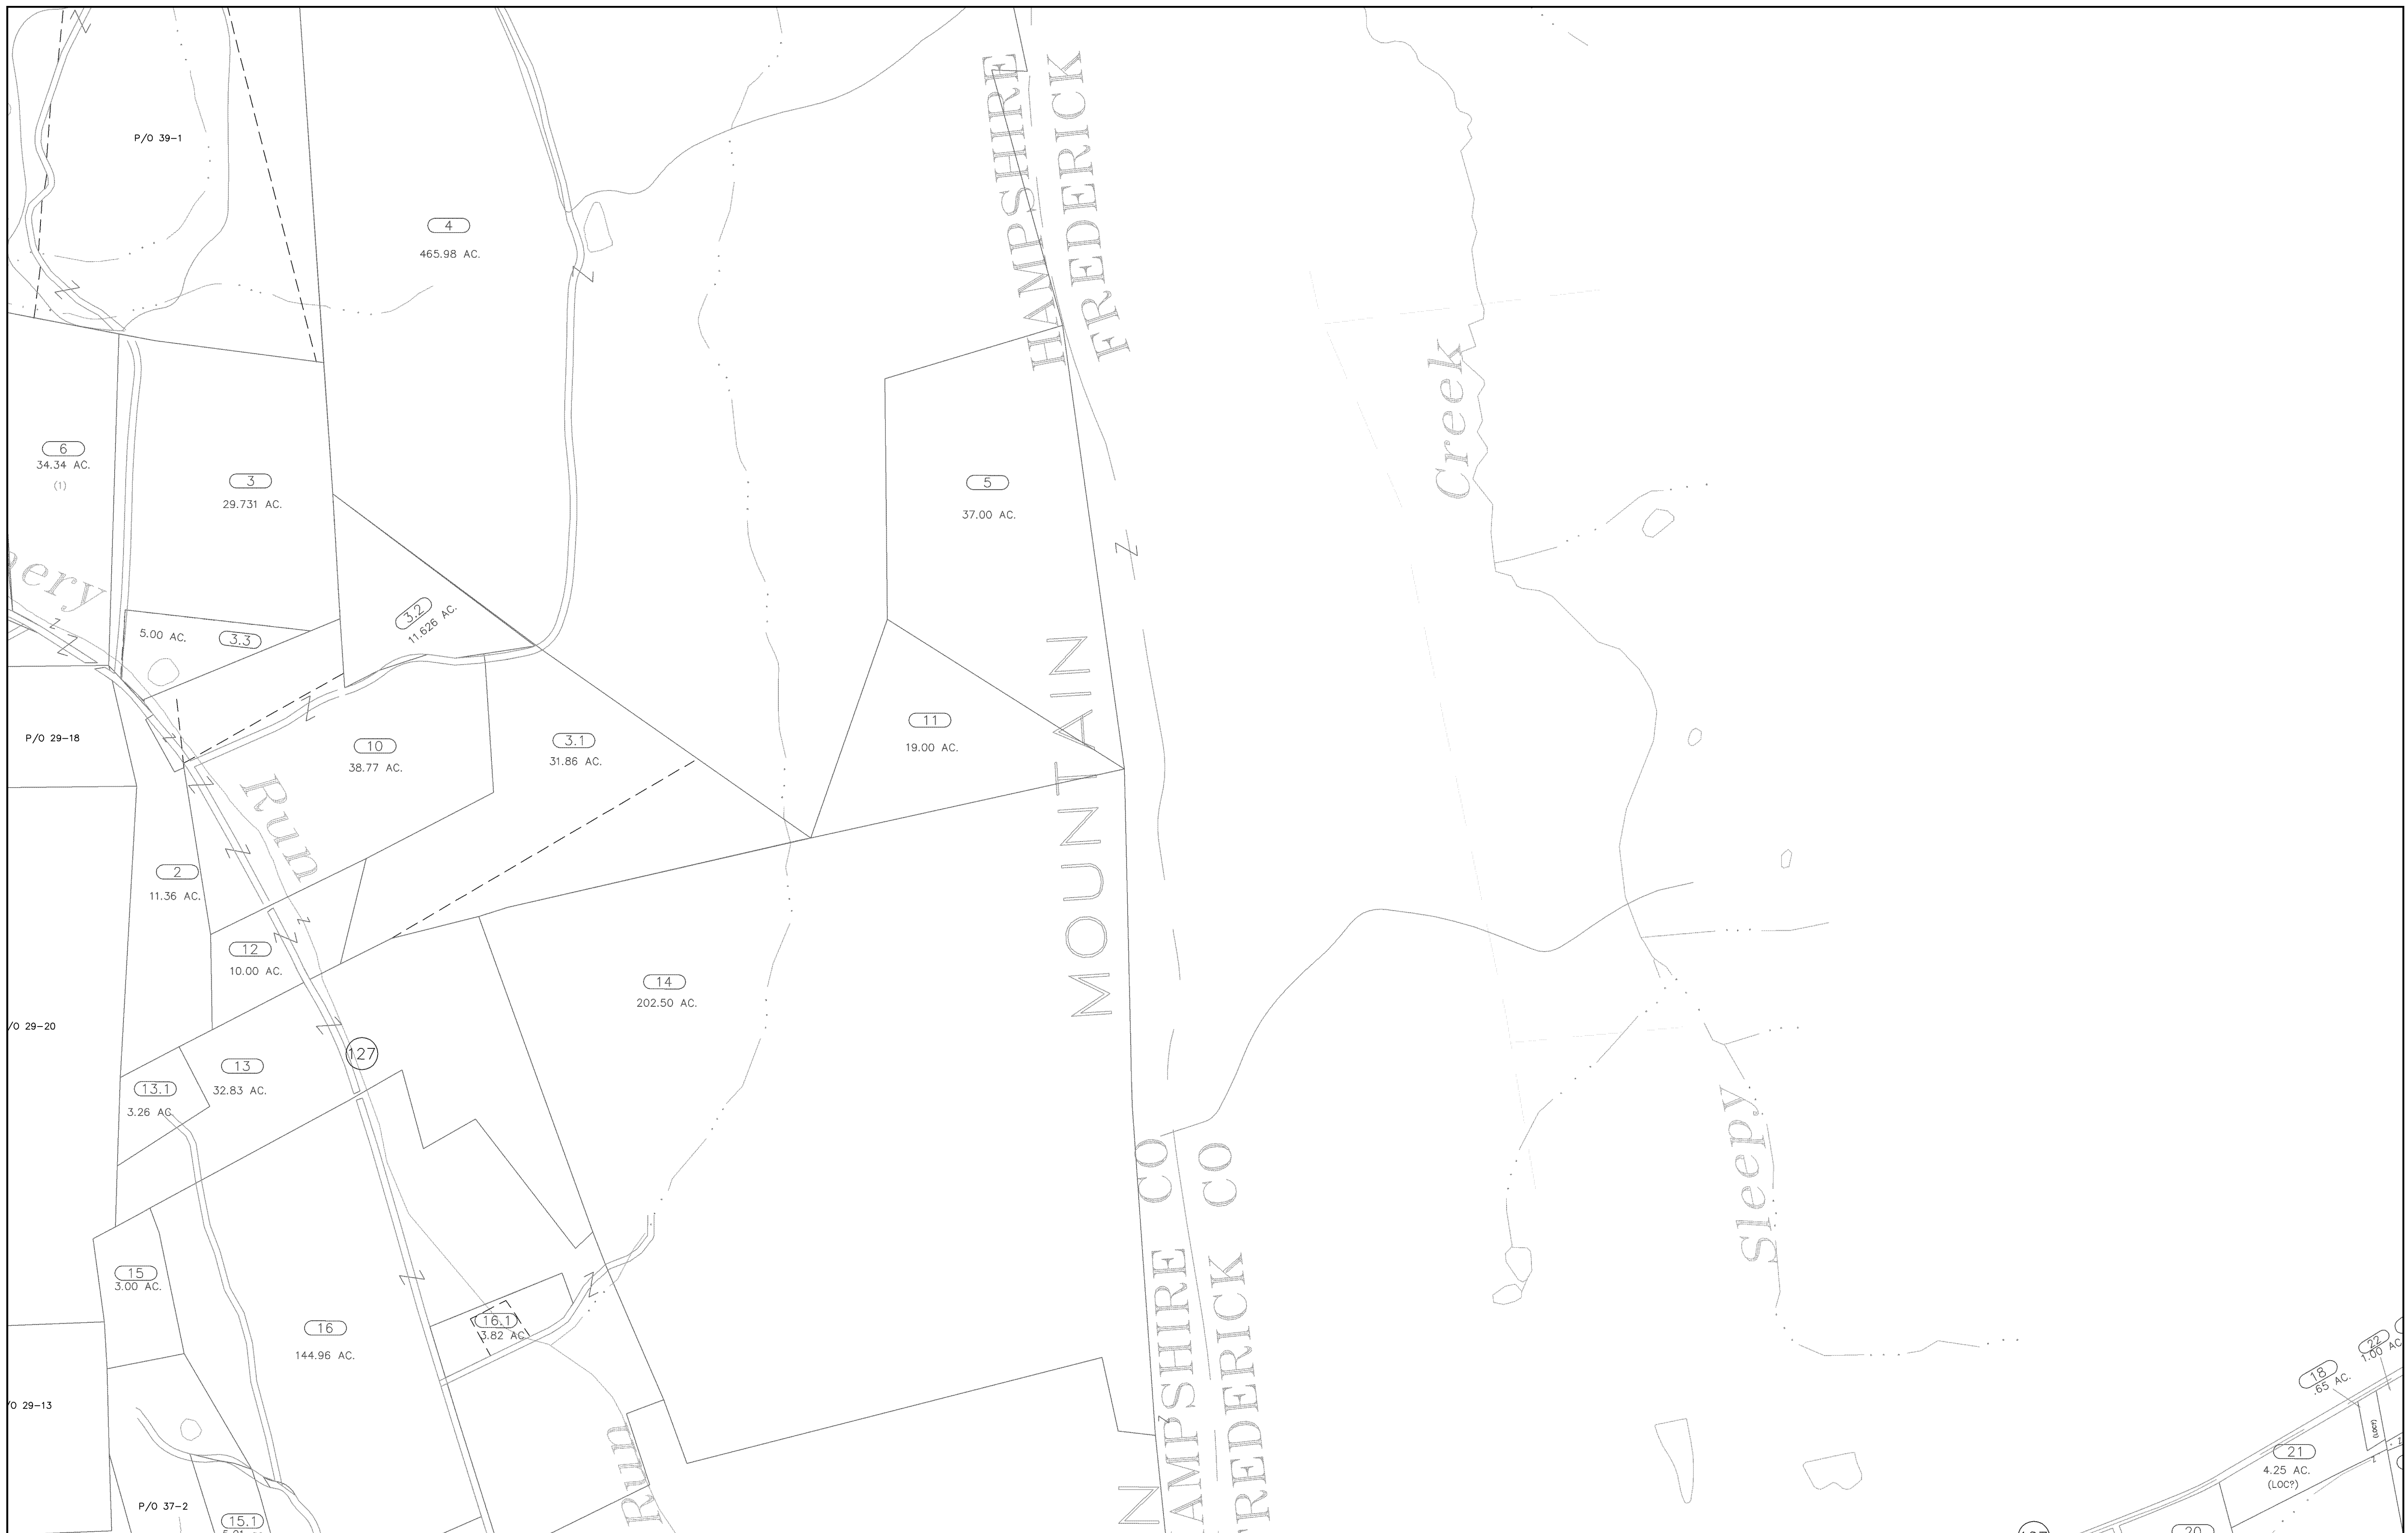 P/O 39-1
4
465.98 AC.
HAMPSHIRE
FREDERICK
6
34.34 AC.
(1)
3
29.731 AC.
5
37.00 AC.
Creek
3.2
11.626 AC.
5.00 AC.
3.3
MOUNTAIN
P/O 29-18
10
38.77 AC.
3.1
31.86 AC.
11
19.00 AC.
Run
2
11.36 AC.
12
10.00 AC.
14
202.50 AC.
/O 29-20
127
13
32.83 AC.
13.1
3.26 AC.
HAMPSHIRE CO
FREDERICK CO
Sleepy
15
3.00 AC.
16
144.96 AC.
16.1
3.82 AC.
22
1.00 AC
18
.65 AC.
/O 29-13
Run
21
4.25 AC.
(LOC?)
(LOC?)
P/O 37-2
15.1
N
20